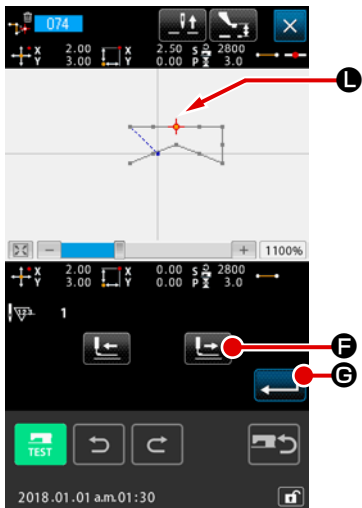 074
X 2.00 X 2.50 S 2800
Y 3.00 Y 0.00 P 3.0
L
− + 1100%
X 2.00 X 0.00 S 2800
Y 3.00 Y 0.00 P 3.0
123 1
F
G
TEST
2018.01.01 a.m.01:30